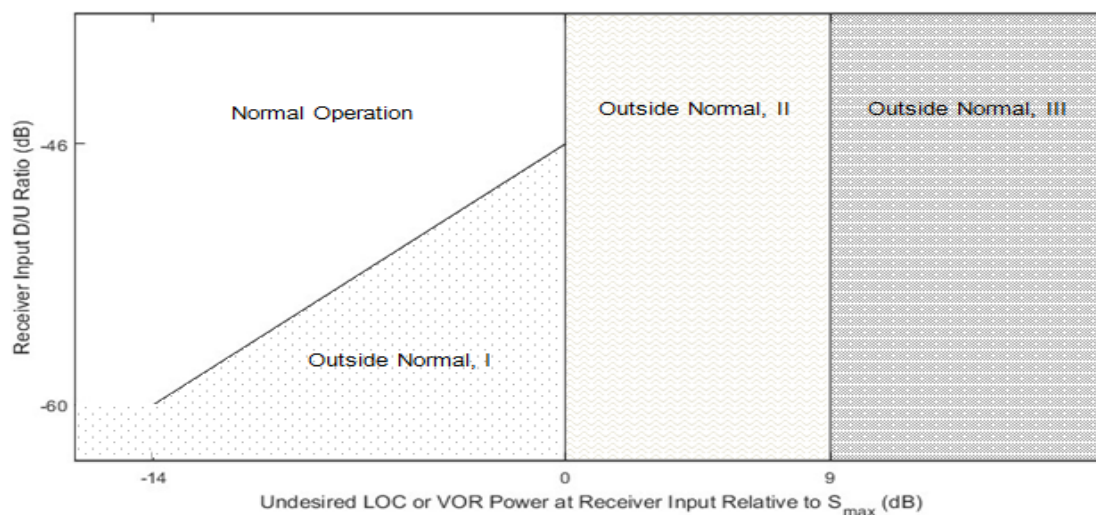 Normal Operation
Outside Normal, II
Outside Normal, III
-46
Receiver Input D/U Ratio (dB)
Outside Normal, I
-60
-14
0
9
Undesired LOC or VOR Power at Receiver Input Relative to Smax (dB)